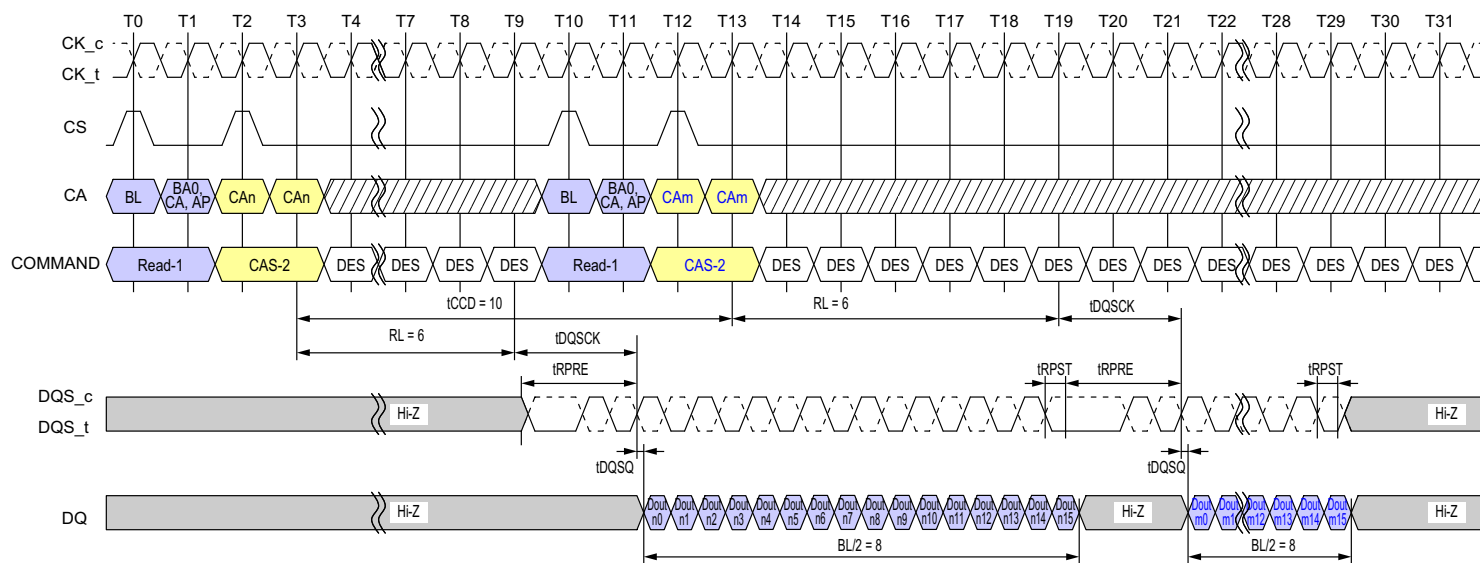 T0 T1 T2 T3 T4 T7 T8 T9 T10 T11 T12 T13 T14 T15 T16 T17 T18 T19 T20 T21 T22 T28 T29 T30 T31
CK_c
CK_t
CS
CA BL BA0, CA, AP CAn CAn BL BA0, CA, AP CAm CAm
COMMAND Read-1 CAS-2 DES DES DES DES Read-1 CAS-2 DES DES DES DES DES DES DES DES DES DES DES DES DES
tCCD = 10 RL = 6 tDQSCK
RL = 6 tDQSCK
tRPRE tRPST tRPRE tRPST
DQS_c
Hi-Z Hi-Z
DQS_t
tDQSQ tDQSQ
DQ Hi-Z Dout n0 Dout n1 Dout n2 Dout n3 Dout n4 Dout n5 Dout n6 Dout n7 Dout n8 Dout n9 Dout n10 Dout n11 Dout n12 Dout n13 Dout n14 Dout n15 Hi-Z Dout m0 Dout m1 Dout m12 Dout m13 Dout m14 Dout m15 Hi-Z
BL/2 = 8 BL/2 = 8